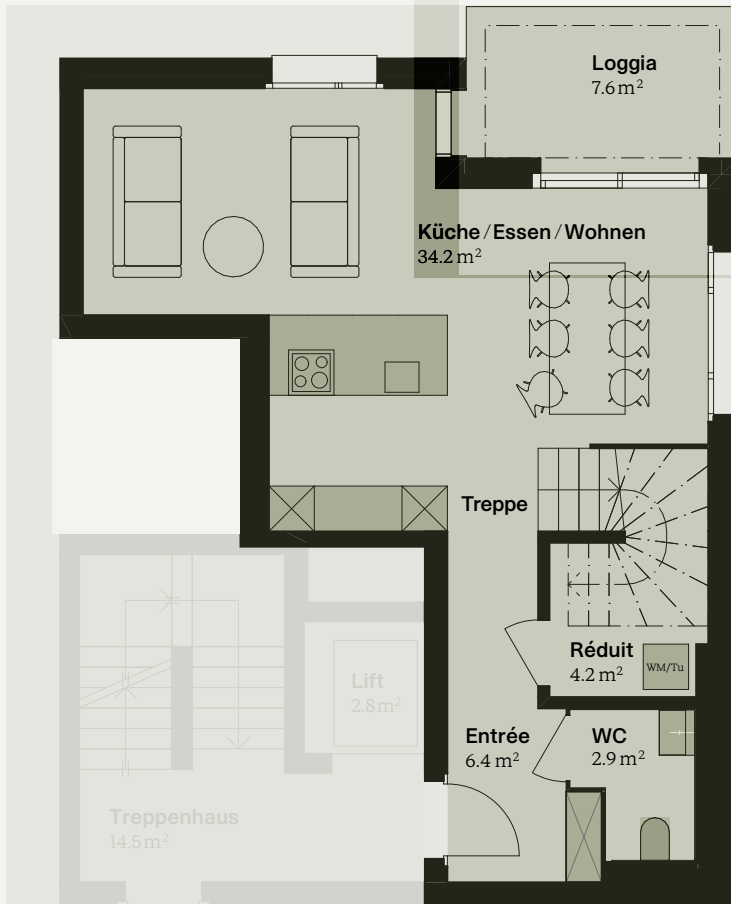 Loggia
7.6 m²
Küche/Essen/Wohnen
34.2 m²
Treppe
Réduit
4.2 m²
WM/Tu
Lift
2.8 m²
Entrée
6.4 m²
WC
2.9 m²
Treppenhaus
14.5 m²